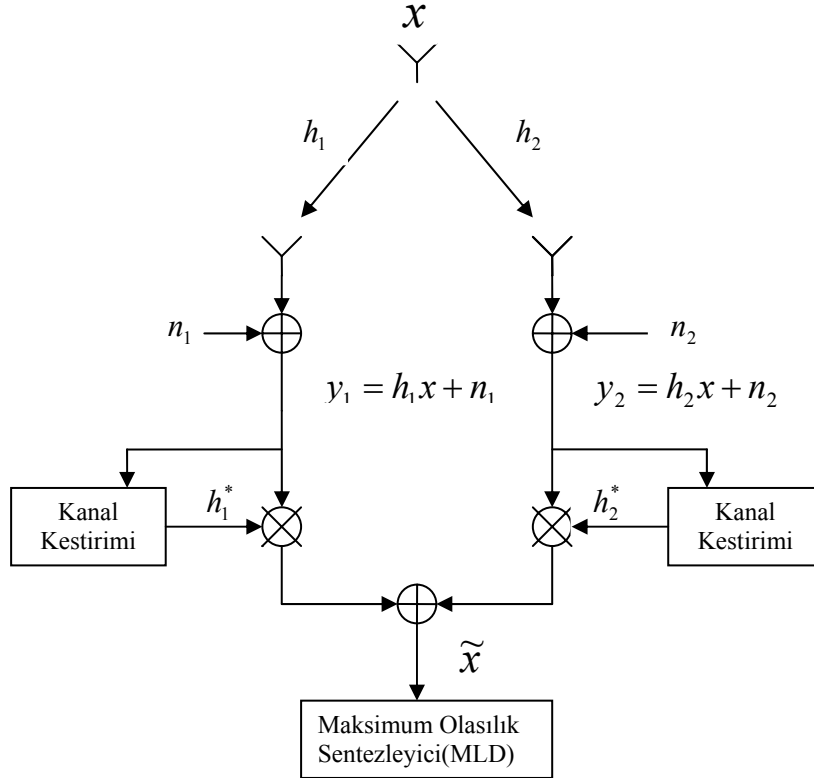 x
h₁
h₂
n₁
n₂
y₁ = h₁x + n₁
y₂ = h₂x + n₂
Kanal
Kestirimi
h₁*
h₂*
Kanal
Kestirimi
x̃
Maksimum Olasılık
Sentezleyici(MLD)